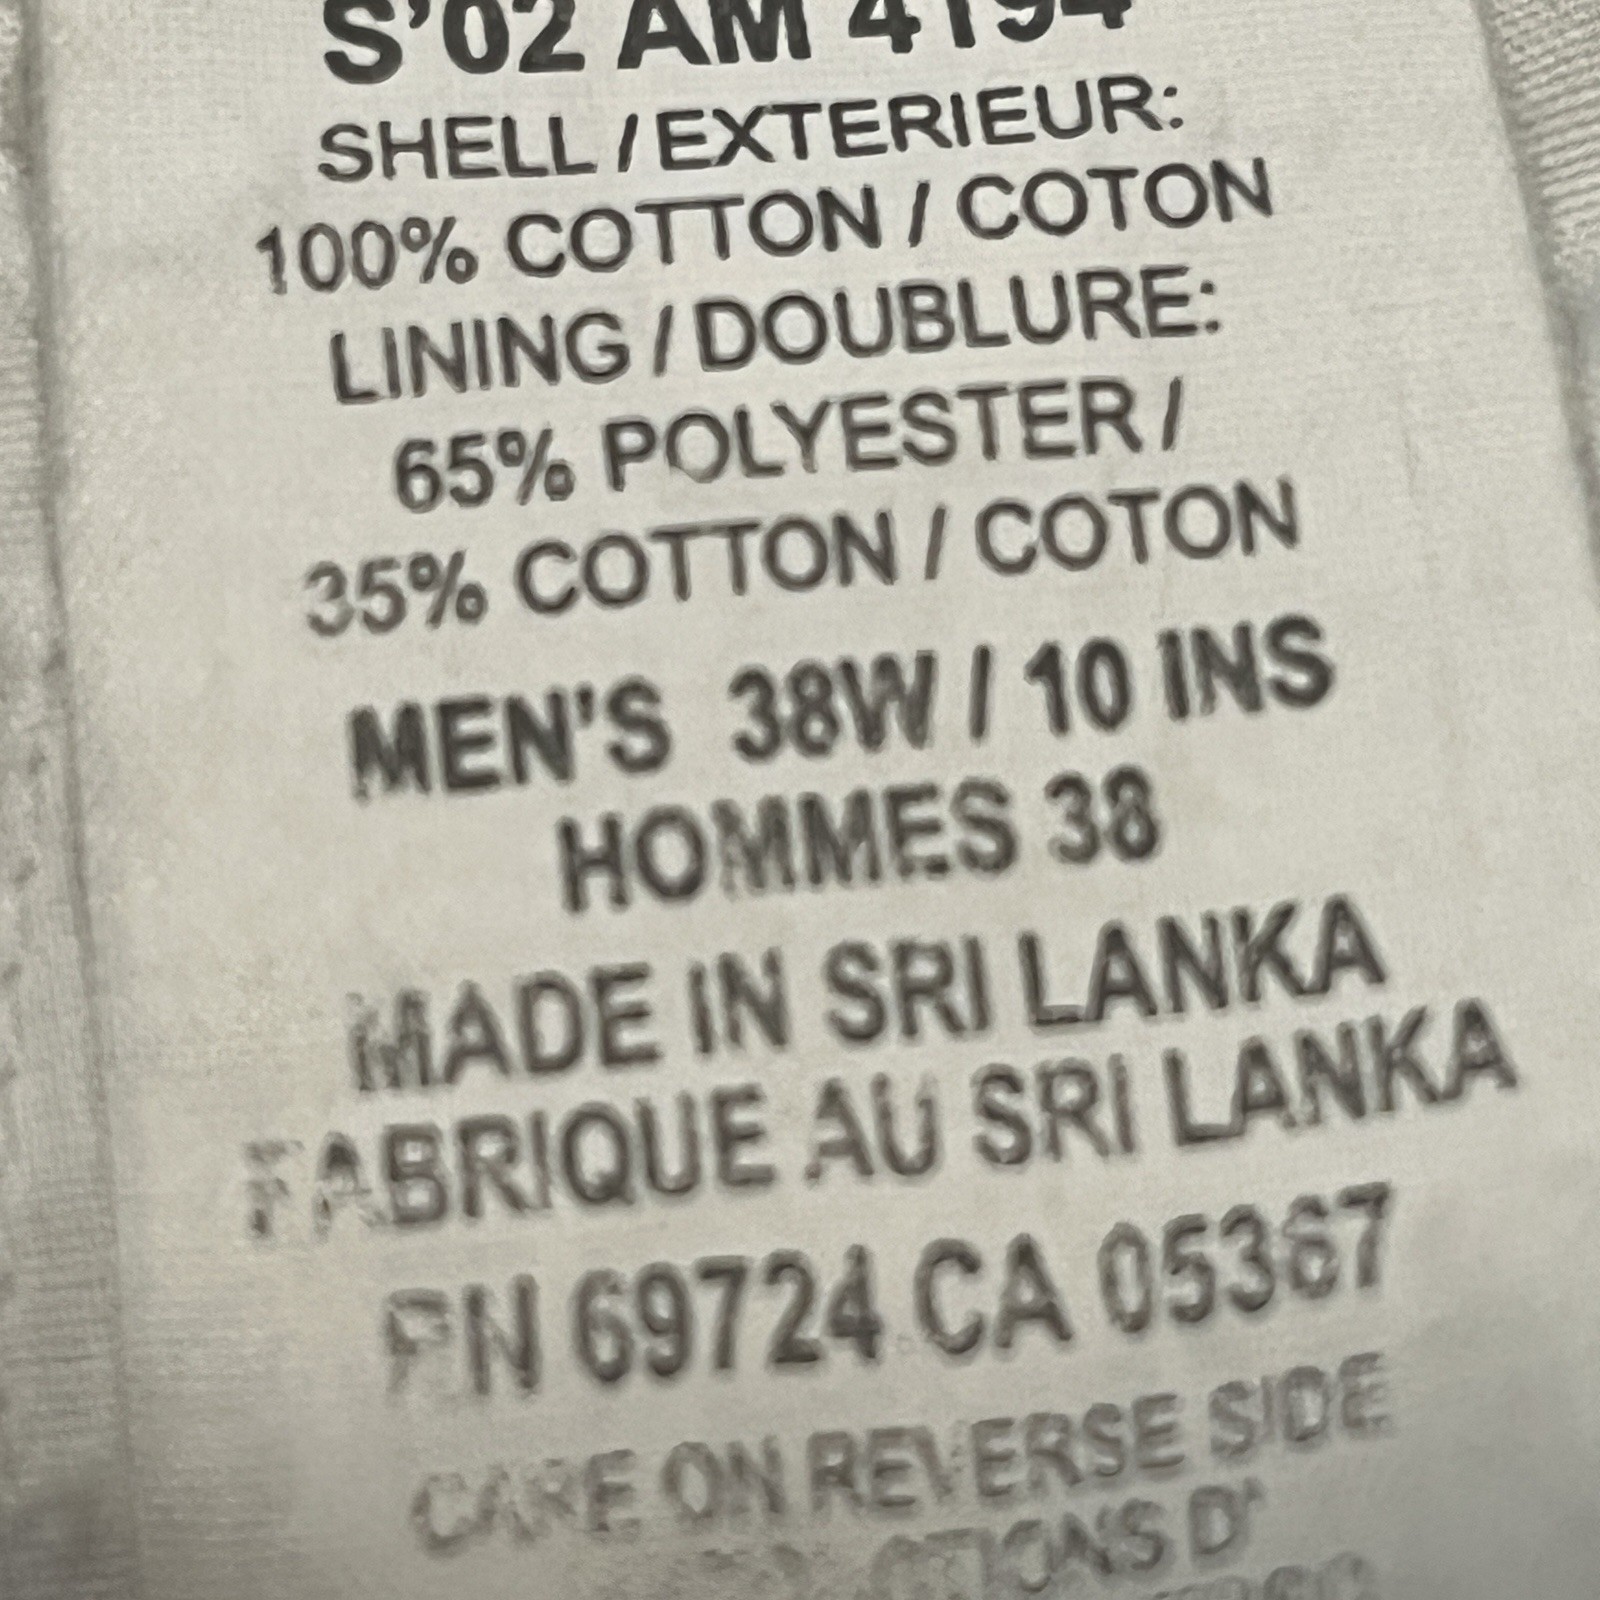 S'02 AM 4194
SHELL / EXTERIEUR:
100% COTTON / COTON
LINING / DOUBLURE:
65% POLYESTER /
35% COTTON / COTON
MEN'S 38W / 10 INS
HOMMES 38
MADE IN SRI LANKA
FABRIQUE AU SRI LANKA
RN 69724 CA 05367
CARE ON REVERSE SIDE
D'